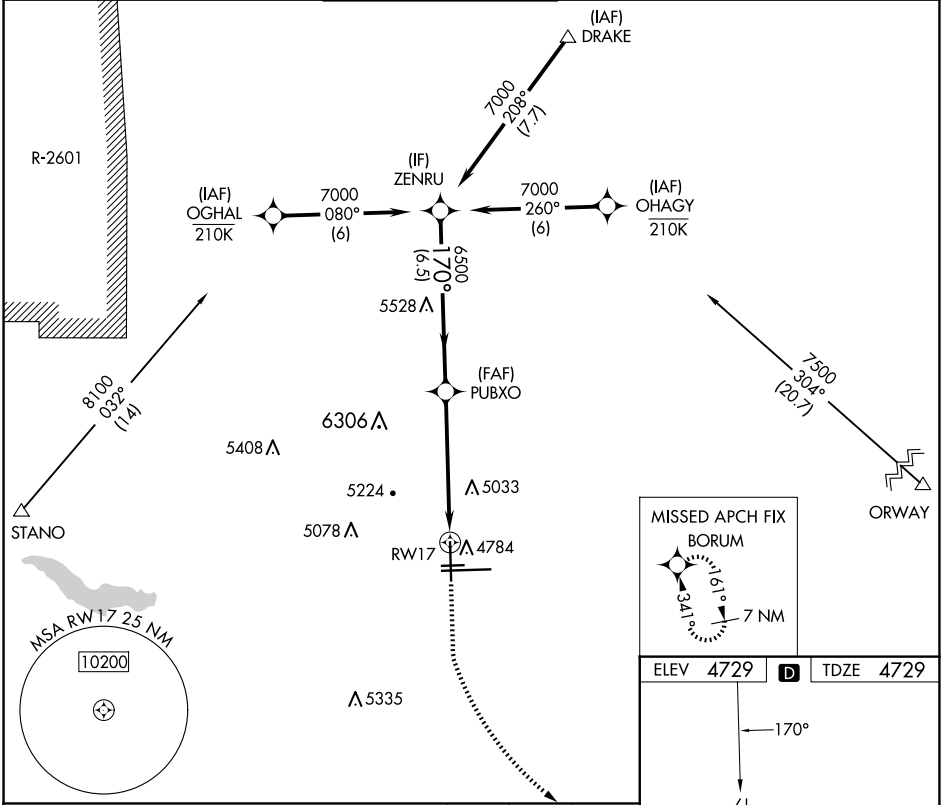 (IAF)
DRAKE
7000
208°
(7.7)
R-2601
(IF)
ZENRU
(IAF)
OGHAL
210K
7000
080°
(6)
7000
260°
(6)
(IAF)
OHAGY
210K
6500
170°
(6.5)
5528
(FAF)
PUBXO
8100
032°
(14)
7500
304°
(20.7)
6306
5408
5224
5033
5078
RW17
4784
STANO
ORWAY
MISSED APCH FIX
BORUM
161°
341°
7 NM
MSA RW17 25 NM
10200
5335
ELEV 4729 D TDZE 4729
170°